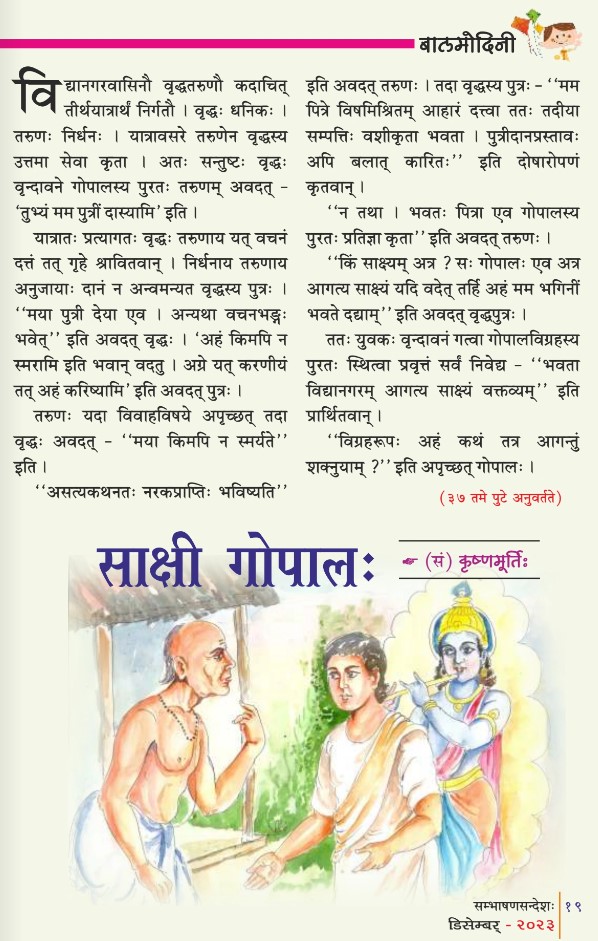 बालमोदिनी
विद्यानगरवासिनौ वृद्धतरुणौ कदाचित्
तीर्थयात्रार्थं निर्गतौ । वृद्धः धनिकः ।
तरुणः निर्धनः । यात्रावसरे तरुणेन वृद्धस्य
उत्तमा सेवा कृता । अतः सन्तुष्टः वृद्धः
वृन्दावने गोपालस्य पुरतः तरुणम् अवदत् -
‘तुभ्यं मम पुत्रीं दास्यामि’ इति ।
यात्रातः प्रत्यागतः वृद्धः तरुणाय यत् वचनं
दत्तं तत् गृहे श्रावितवान् । निर्धनाय तरुणाय
अनुजायाः दानं न अन्वमन्यत वृद्धस्य पुत्रः ।
‘‘मया पुत्री देया एव । अन्यथा वचनभङ्गः
भवेत्’’ इति अवदत् वृद्धः । ‘अहं किमपि न
स्मरामि इति भवान् वदतु । अग्रे यत् करणीयं
तत् अहं करिष्यामि’ इति अवदत् पुत्रः ।
तरुणः यदा विवाहविषये अपृच्छत् तदा
वृद्धः अवदत् - ‘‘मया किमपि न स्मर्यते’’
इति ।
‘‘असत्यकथनतः नरकप्राप्तिः भविष्यति’’
इति अवदत् तरुणः । तदा वृद्धस्य पुत्रः - ‘‘मम
पित्रे विषमिश्रितम् आहारं दत्त्वा ततः तदीया
सम्पत्तिः वशीकृता भवता । पुत्रीदानप्रस्तावः
अपि बलात् कारितः’’ इति दोषारोपणं
कृतवान् ।
‘‘न तथा । भवतः पित्रा एव गोपालस्य
पुरतः प्रतिज्ञा कृता’’ इति अवदत् तरुणः ।
‘‘किं साक्ष्यम् अत्र ? सः गोपालः एव अत्र
आगत्य साक्ष्यं यदि वदेत् तर्हि अहं मम भगिनीं
भवते दद्याम्’’ इति अवदत् वृद्धपुत्रः ।
ततः युवकः वृन्दावनं गत्वा गोपालविग्रहस्य
पुरतः स्थित्वा प्रवृत्तं सर्वं निवेद्य - ‘‘भवता
विद्यानगरम् आगत्य साक्ष्यं वक्तव्यम्’’ इति
प्रार्थितवान् ।
‘‘विग्रहरूपः अहं कथं तत्र आगन्तुं
शक्नुयाम् ?’’ इति अपृच्छत् गोपालः ।
(३७ तमे पुटे अनुवर्तते)
साक्षी गोपालः
☛ (सं) कृष्णमूर्तिः
सम्भाषणसन्देशः १९
डिसेम्बर् - २०२३